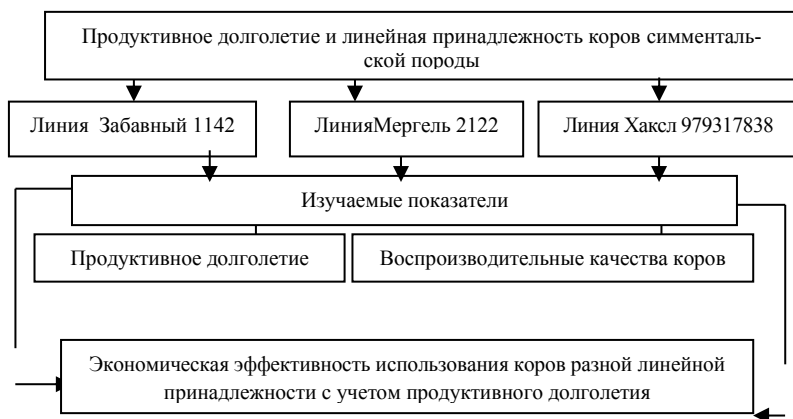 Продуктивное долголетие и линейная принадлежность коров симменталь-
ской породы
Линия Забавный 1142
ЛинияМергель 2122
Линия Хаксл 979317838
Изучаемые показатели
Продуктивное долголетие
Воспроизводительные качества коров
Экономическая эффективность использования коров разной линейной
принадлежности с учетом продуктивного долголетия